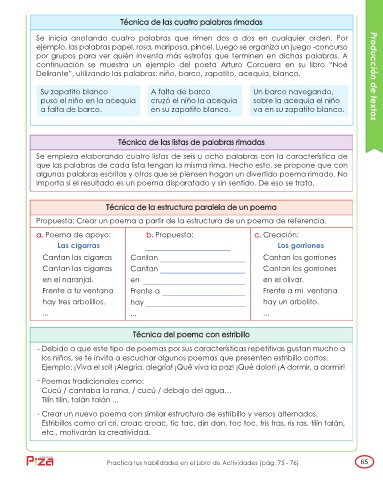 Técnica de las cuatro palabras rimadas
Se inicia anotando cuatro palabras que rimen dos a dos en cualquier orden. Por
ejemplo, las palabras papel, rosa, mariposa, pincel. Luego se organiza un juego -concurso
por grupos para ver quién inventa más estrofas que terminen en dichas palabras. A
continuación se muestra un ejemplo del poeta Arturo Corcuera en su libro “Noé
Delirante”, utilizando las palabras: niño, barco, zapatito, acequia, blanco.
Su zapatito blanco
puso el niño en la acequia
a falta de barco.
A falta de barco
cruzó el niño la acequia
en su zapatito blanco.
Un barco navegando,
sobre la acequia el niño
va en su zapatito blanco.
Producción de textos
Técnica de las listas de palabras rimadas
Se empieza elaborando cuatro listas de seis u ocho palabras con la característica de
que las palabras de cada lista tengan la misma rima. Hecho esto, se propone que con
algunas palabras escritas y otras que se piensen hagan un divertido poema rimado. No
importa si el resultado es un poema disparatado y sin sentido. De eso se trata.
Técnica de la estructura paralela de un poema
Propuesta: Crear un poema a partir de la estructura de un poema de referencia.
a. Poema de apoyo:
Las cigarras
Cantan las cigarras
Cantan las cigarras
en el naranjal.
Frente a tu ventana
hay tres arbolillos.
...
b. Propuesta:
Cantan
Cantan
en
Frente a
hay
...
c. Creación:
Los gorriones
Cantan los gorriones
Cantan los gorriones
en el olivar.
Frente a mi ventana
hay un arbolito.
...
Técnica del poema con estribillo
- Debido a que este tipo de poemas por sus características repetitivas gustan mucho a
los niños, se te invita a escuchar algunos poemas que presenten estribillo cortos.
Ejemplo: ¡Viva el sol! ¡Alegría, alegría! ¡Qué viva la paz! ¡Qué dolor! ¡A dormir, a dormir!
- Poemas tradicionales como:
Cucú / cantaba la rana, / cucú / debajo del agua...
Tilín tilín, talán talán ...
- Crear un nuevo poema con similar estructura de estribillo y versos alternados.
Estribillos como cri cri, croac croac, tic tac, din dan, toc toc, tris tras, ris ras, tilín talán,
etc., motivarán la creatividad.
Practica tus habilidades en el Libro de Actividades (pág. 75 - 76)
65